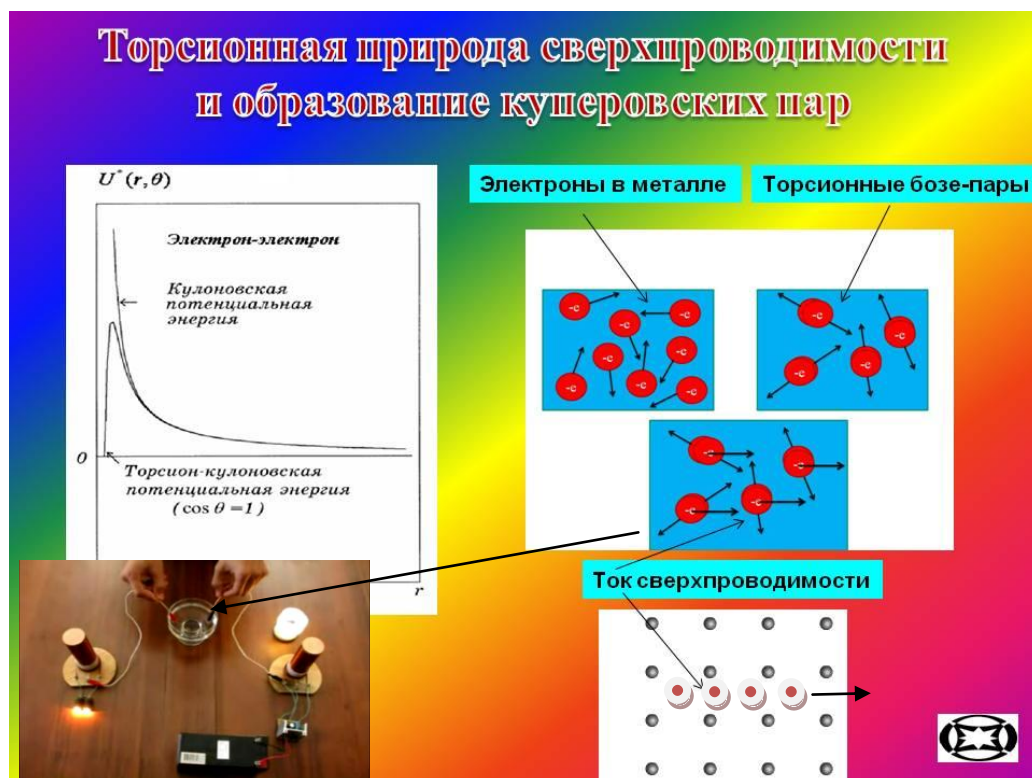 Торсионная природа сверхпроводимости
и образование куперовских пар
U*(r,θ)
Электрон-электрон
Кулоновская
потенциальная
энергия
0
Торсион-кулоновская
потенциальная энергия
(cos θ =1)
r
Электроны в металле
Торсионные бозе-пары
-e -e -e -e -e -e -e -e
-e -e -e -e
-e -e -e -e
Ток сверхпроводимости